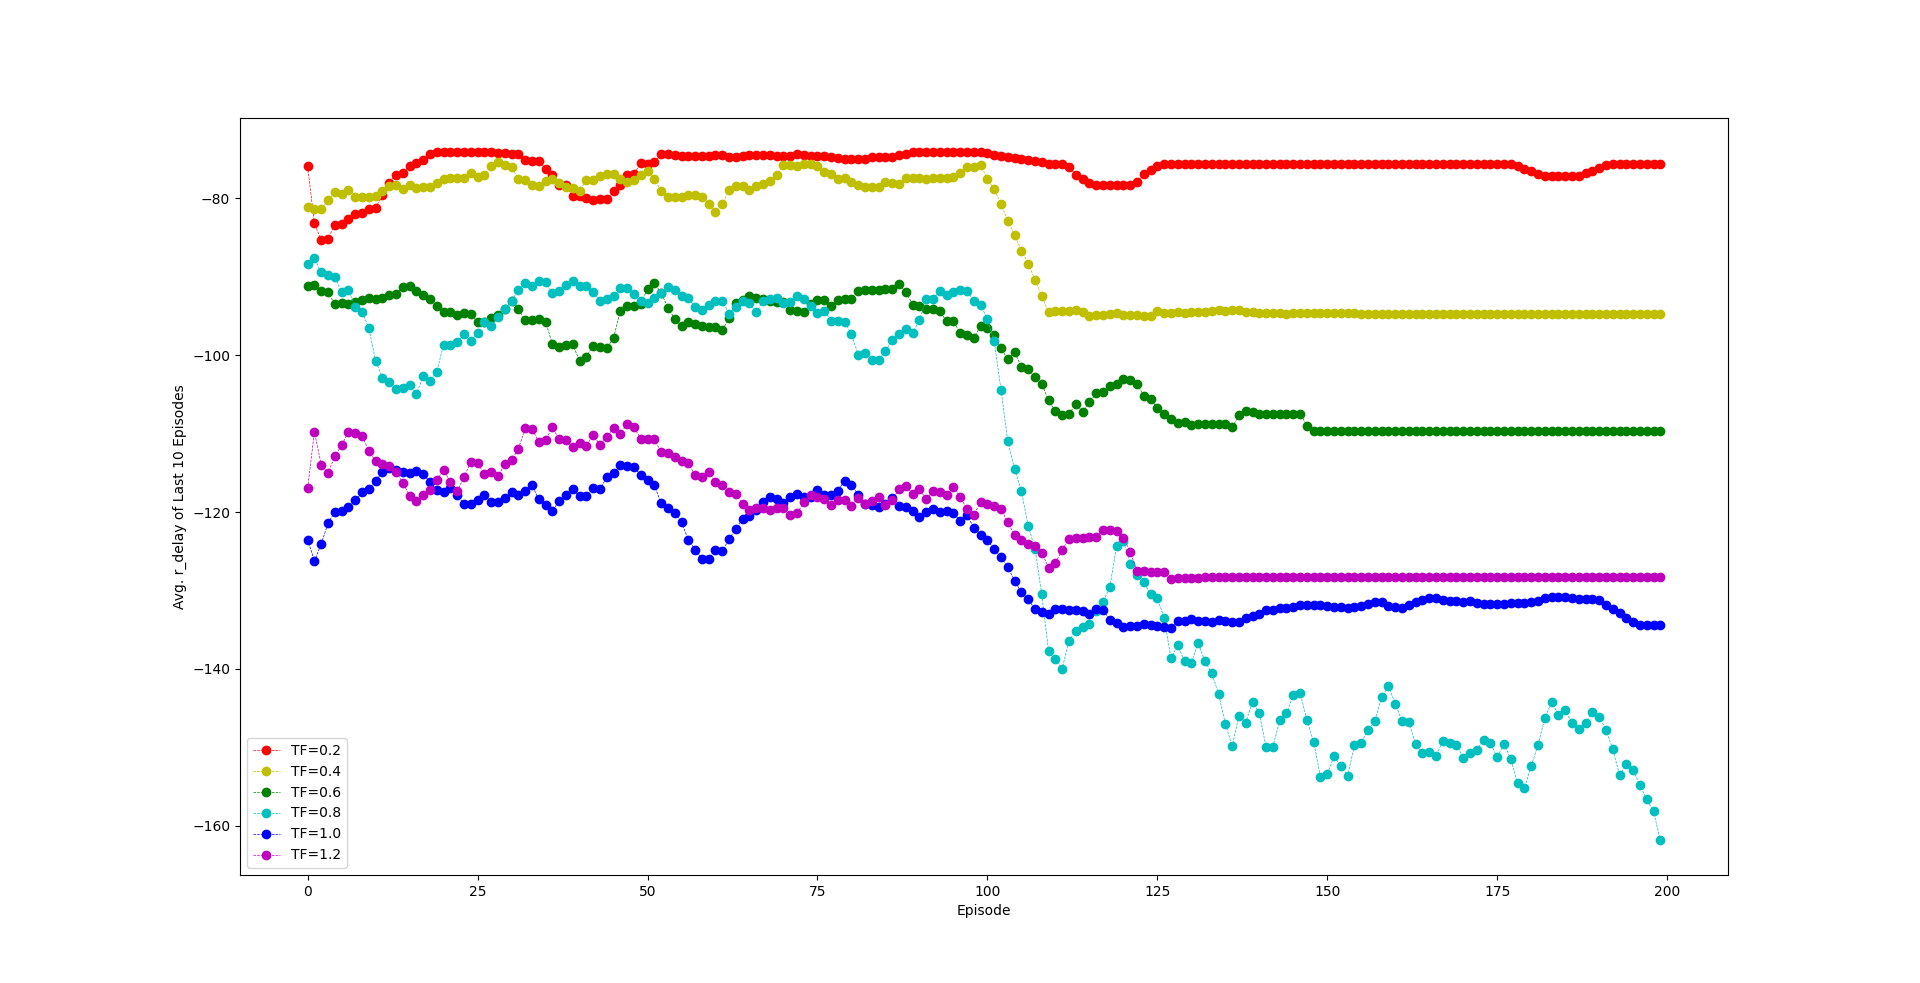 −80
−100
−120
−140
−160
Avg. r_delay of Last 10 Episodes
TF=0.2
TF=0.4
TF=0.6
TF=0.8
TF=1.0
TF=1.2
0 25 50 75 100 125 150 175 200
Episode